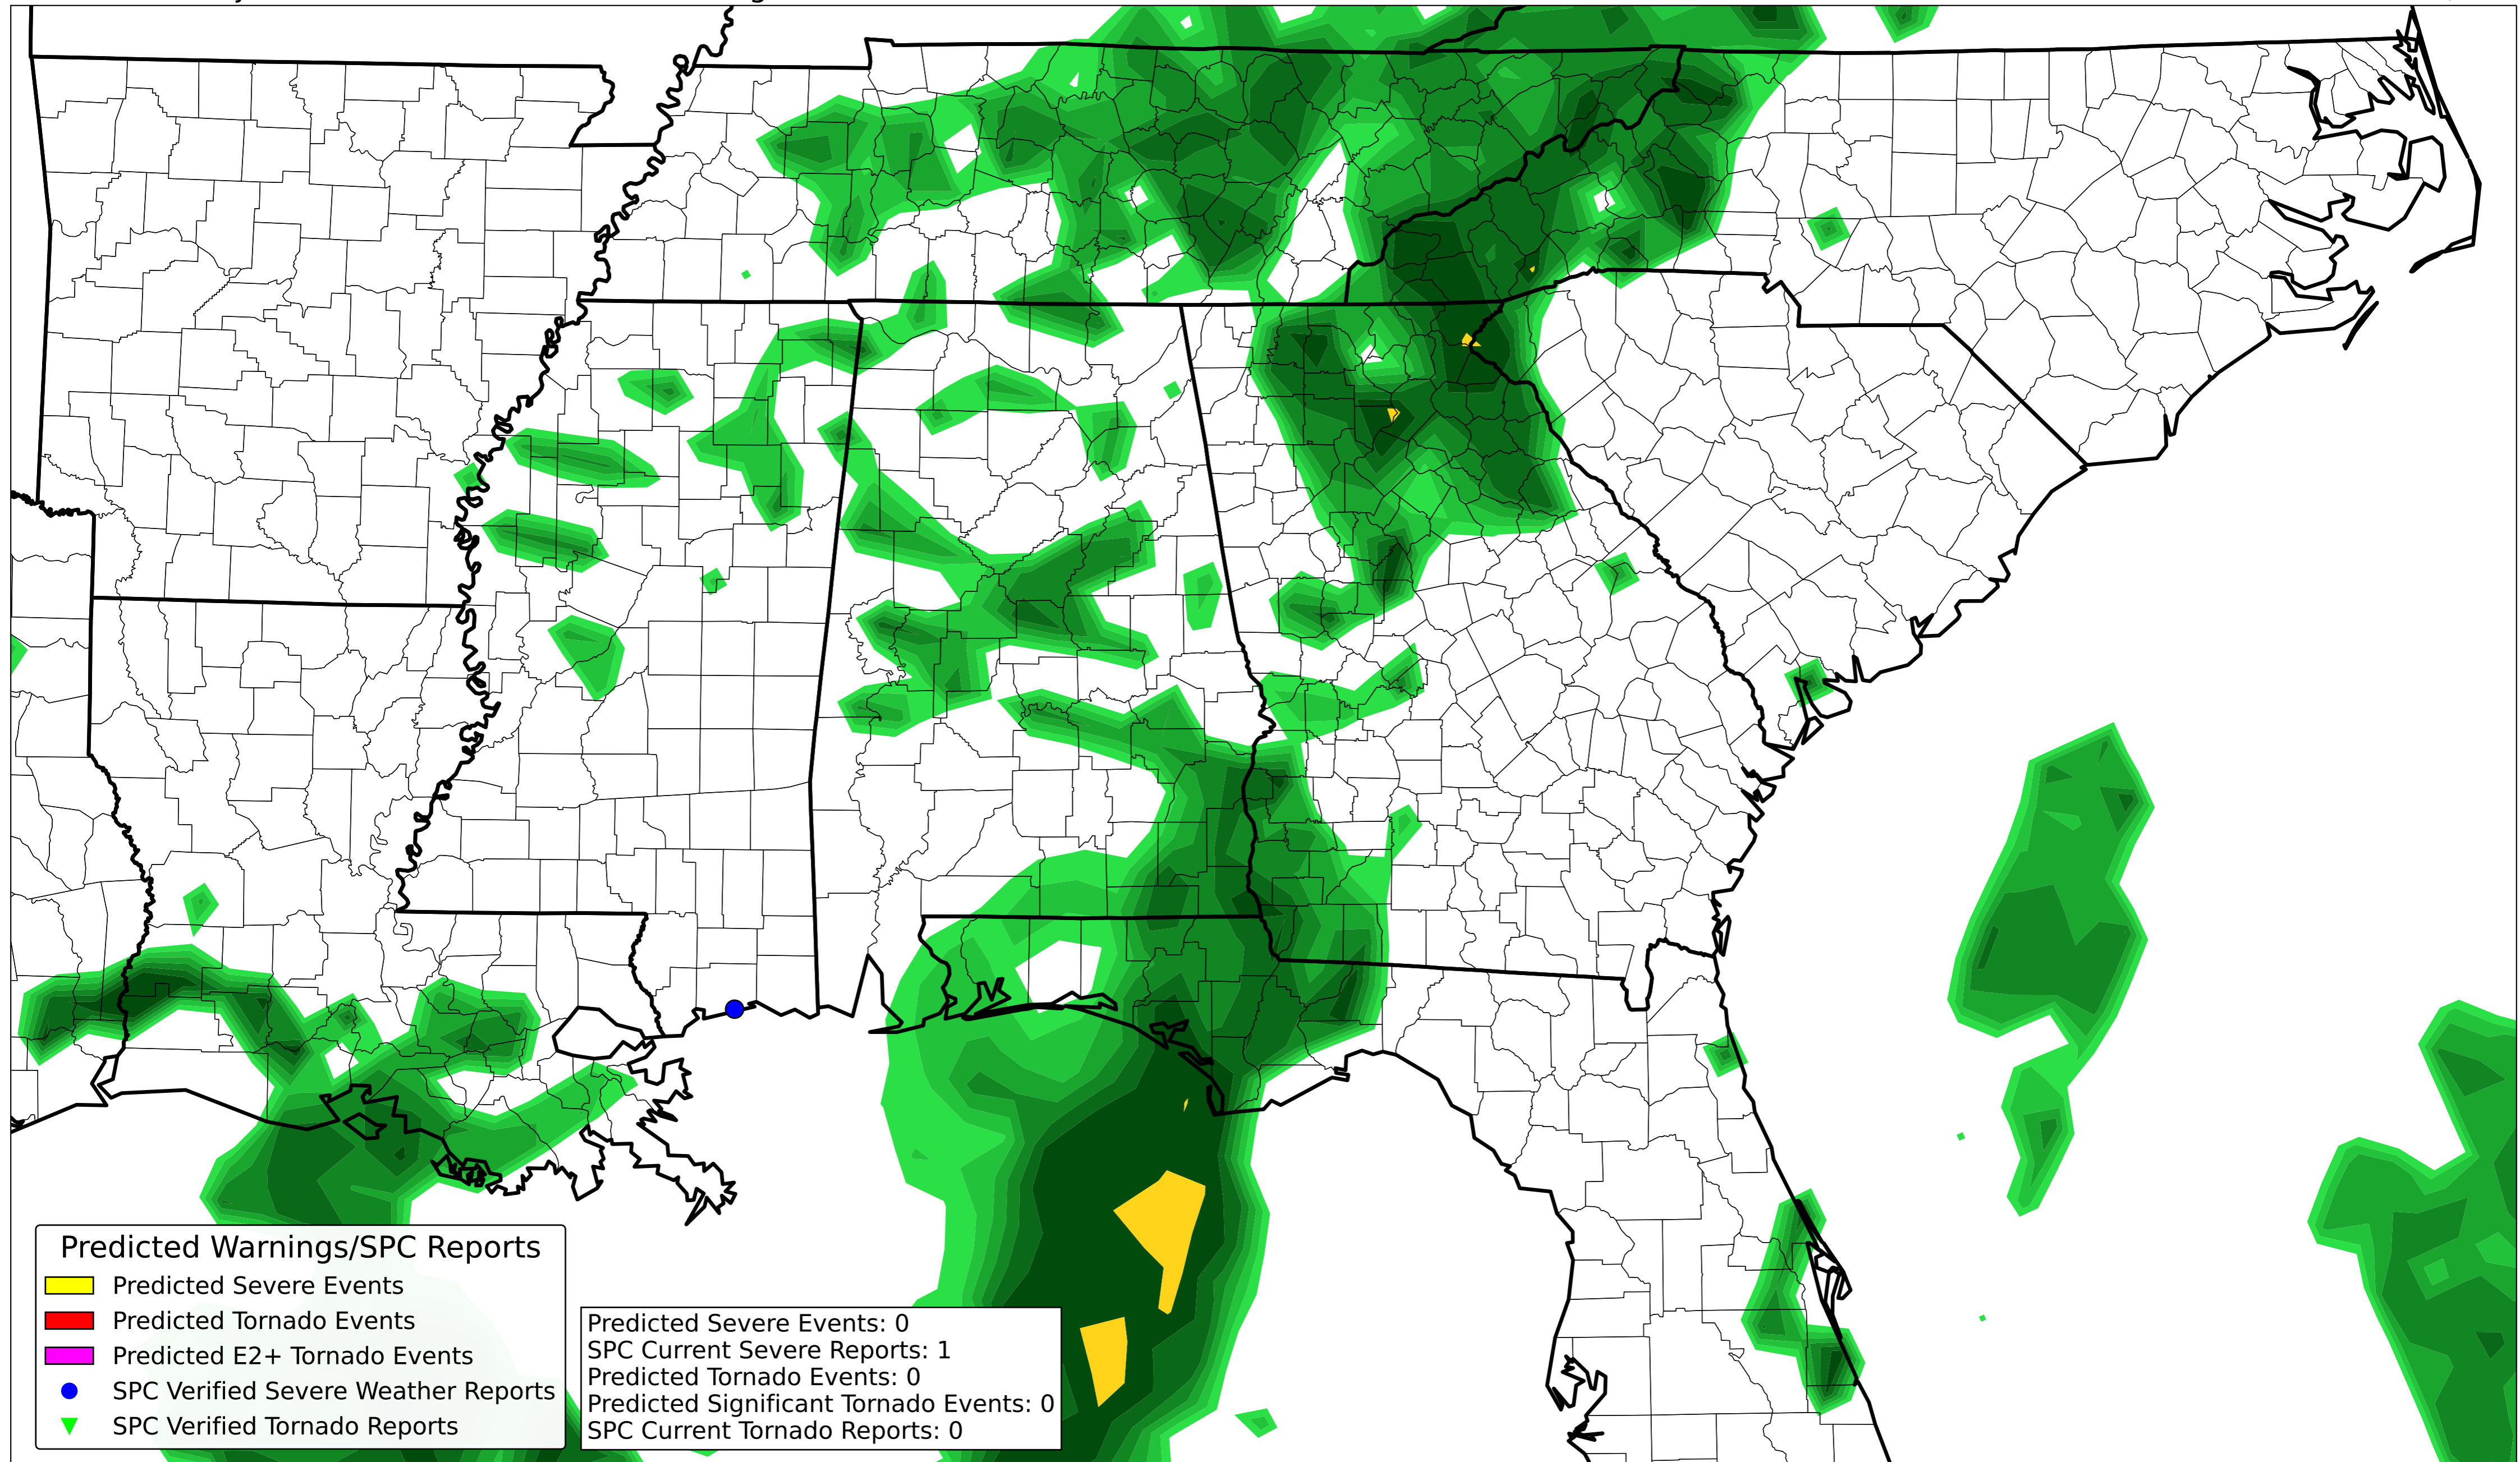 Predicted Warnings/SPC Reports
Predicted Severe Events
Predicted Tornado Events
Predicted E2+ Tornado Events
SPC Verified Severe Weather Reports
SPC Verified Tornado Reports
Predicted Severe Events: 0
SPC Current Severe Reports: 1
Predicted Tornado Events: 0
Predicted Significant Tornado Events: 0
SPC Current Tornado Reports: 0